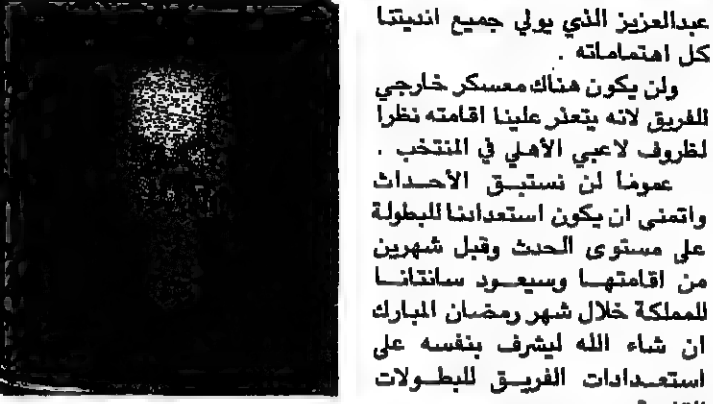 عبدالعزيز الذي يولي جميع انديتنا
كل اهتماماته .
ولن يكون هناك معسكر خارجي
للفريق لانه يتعذر علينا اقامته نظرا
لظروف لاعبي الأهلي في المنتخب .
عموما لن نستبق الأحداث
واتمنى ان يكون استعدادنا للبطولة
على مستوى الحدث وقبل شهرين
من اقامتها وسيعود سانتانا
للمملكة خلال شهر رمضان المبارك
ان شاء الله ليشرف بنفسه على
استعدادات الفريق للبطولات